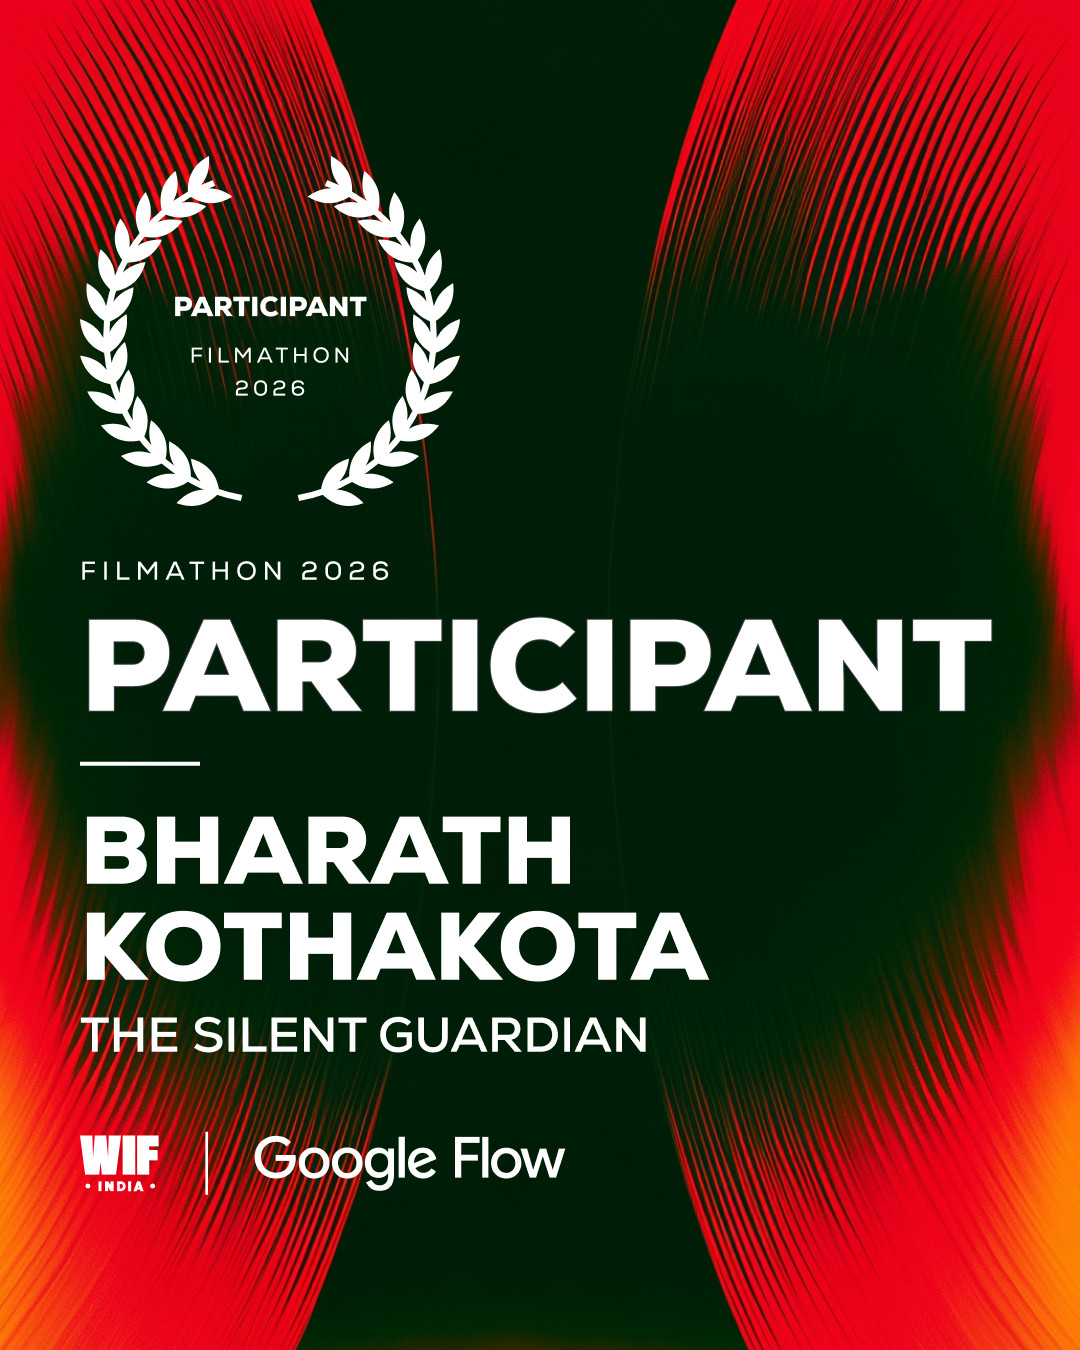 PARTICIPANT
FILMATHON
2026
FILMATHON 2026
PARTICIPANT
BHARATH
KOTHAKOTA
THE SILENT GUARDIAN
WIF
• INDIA •
Google Flow